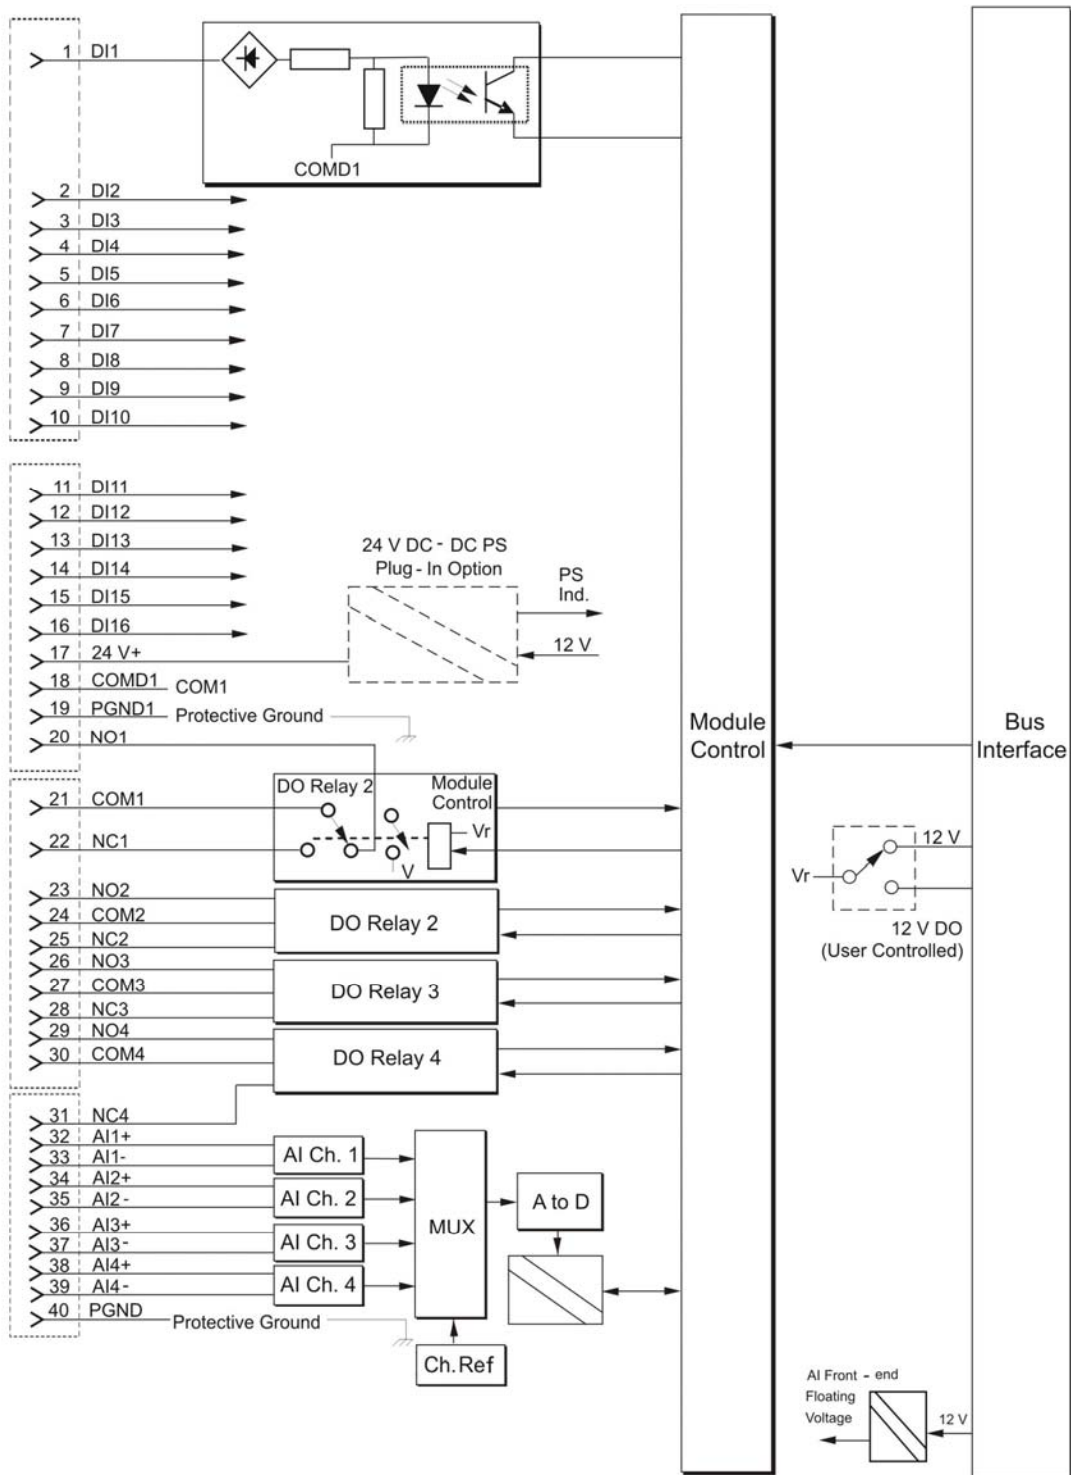 1 DI1
COMD1
2 DI2
3 DI3
4 DI4
5 DI5
6 DI6
7 DI7
8 DI8
9 DI9
10 DI10
11 DI11
12 DI12
13 DI13
14 DI14
15 DI15
16 DI16
17 24 V+
18 COMD1 COM1
19 PGND1 Protective Ground
20 NO1
24 V DC - DC PS
Plug - In Option
PS
Ind.
12 V
21 COM1
22 NC1
DO Relay 2
Module
Control
Vr
V
23 NO2
24 COM2
25 NC2
DO Relay 2
26 NO3
27 COM3
28 NC3
DO Relay 3
29 NO4
30 COM4
DO Relay 4
31 NC4
32 AI1+
33 AI1-
34 AI2+
35 AI2-
36 AI3+
37 AI3-
38 AI4+
39 AI4-
40 PGND Protective Ground
AI Ch. 1
AI Ch. 2
AI Ch. 3
AI Ch. 4
MUX
A to D
Ch.Ref
Module
Control
Bus
Interface
12 V
Vr
12 V DO
(User Controlled)
AI Front - end
Floating
Voltage
12 V